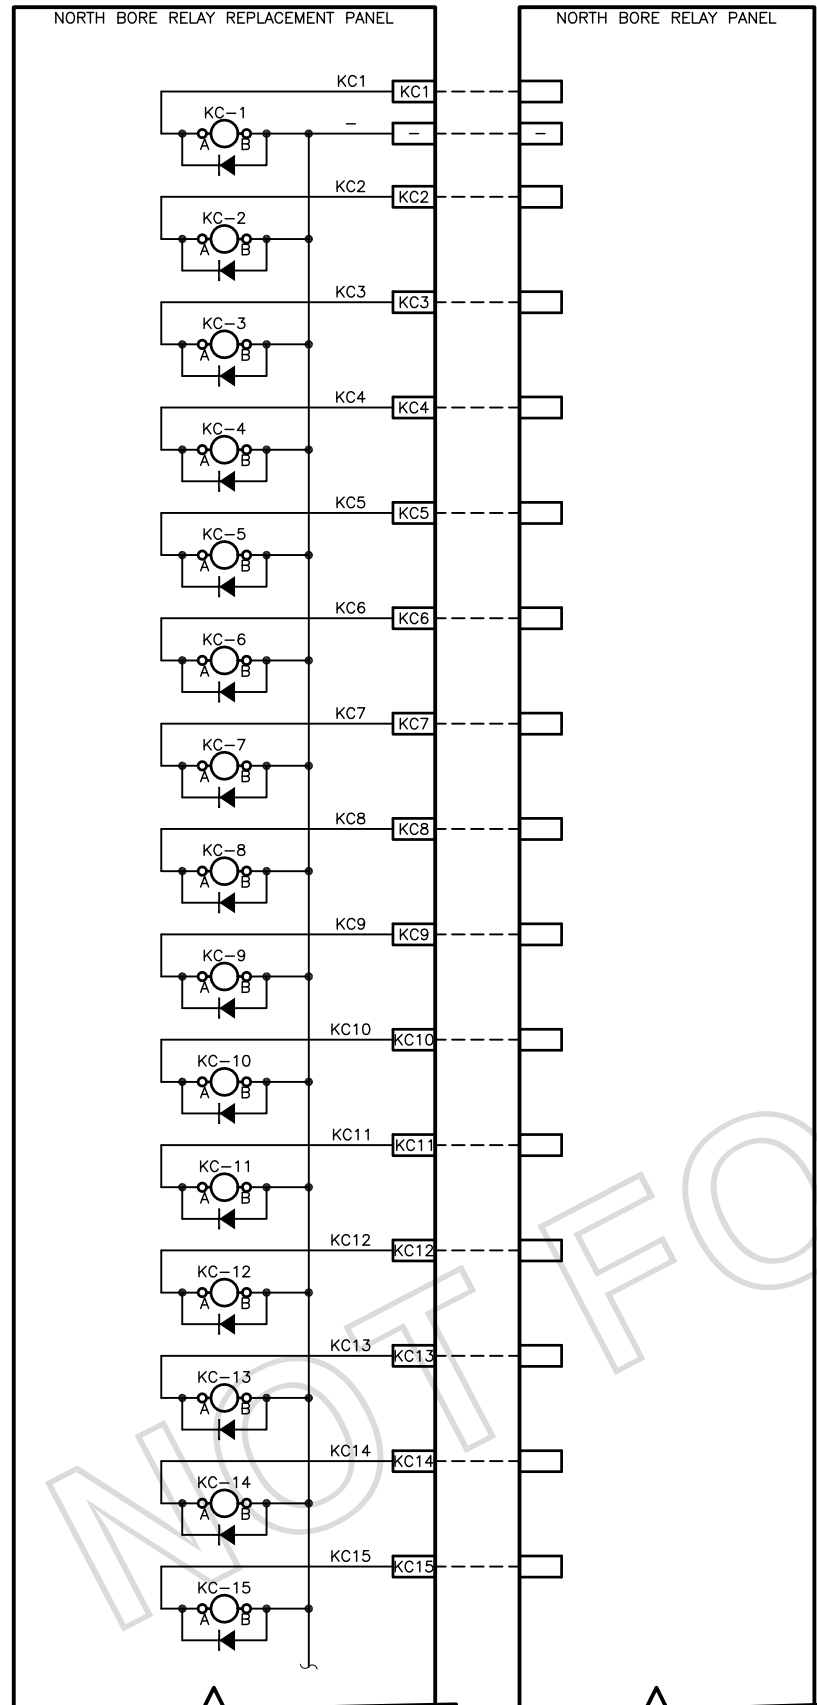 NORTH BORE RELAY REPLACEMENT PANEL
NORTH BORE RELAY PANEL
KC1 KC1
KC-1 A B
– – –
KC2 KC2
KC-2 A B
KC3 KC3
KC-3 A B
KC4 KC4
KC-4 A B
KC5 KC5
KC-5 A B
KC6 KC6
KC-6 A B
KC7 KC7
KC-7 A B
KC8 KC8
KC-8 A B
KC9 KC9
KC-9 A B
KC10 KC10
KC-10 A B
KC11 KC11
KC-11 A B
KC12 KC12
KC-12 A B
KC13 KC13
KC-13 A B
KC14 KC14
KC-14 A B
KC15 KC15
KC-15 A B
NOT FO